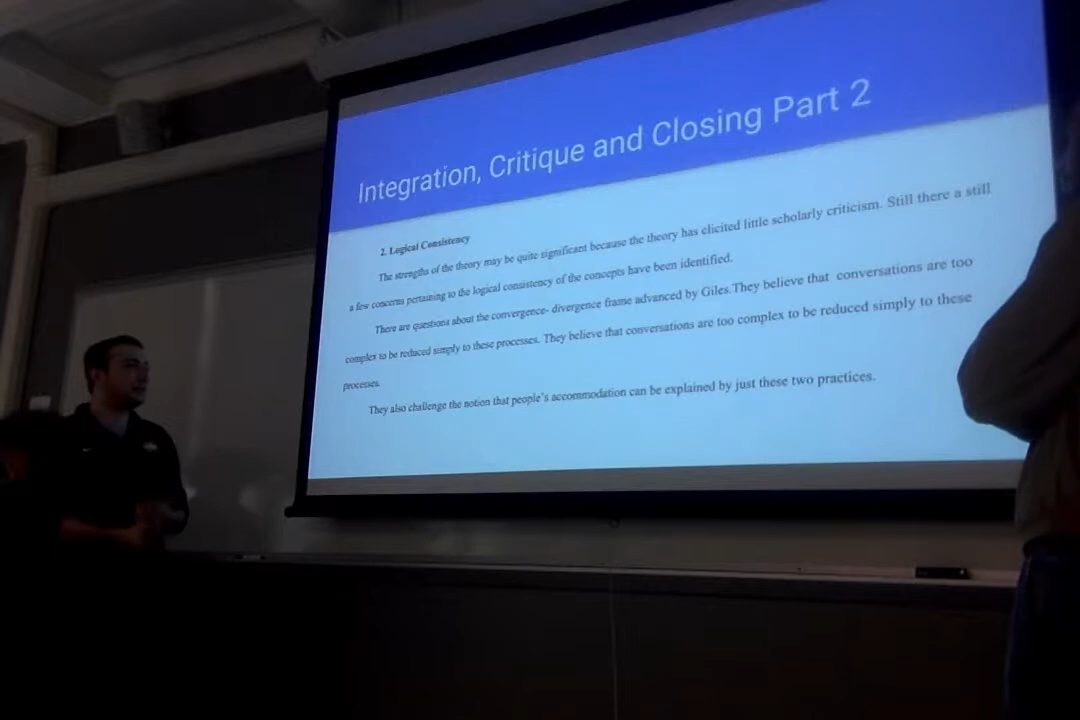 Integration, Critique and Closing Part 2
2. Logical Consistency
The strengths of the theory may be quite significant because the theory has elicited little scholarly criticism. Still there a still
a few concerns pertaining to the logical consistency of the concepts have been identified.
There are questions about the convergence- divergence frame advanced by Giles.They believe that conversations are too
complex to be reduced simply to these processes. They believe that conversations are too complex to be reduced simply to these
processes.
They also challenge the notion that people's accommodation can be explained by just these two practices.